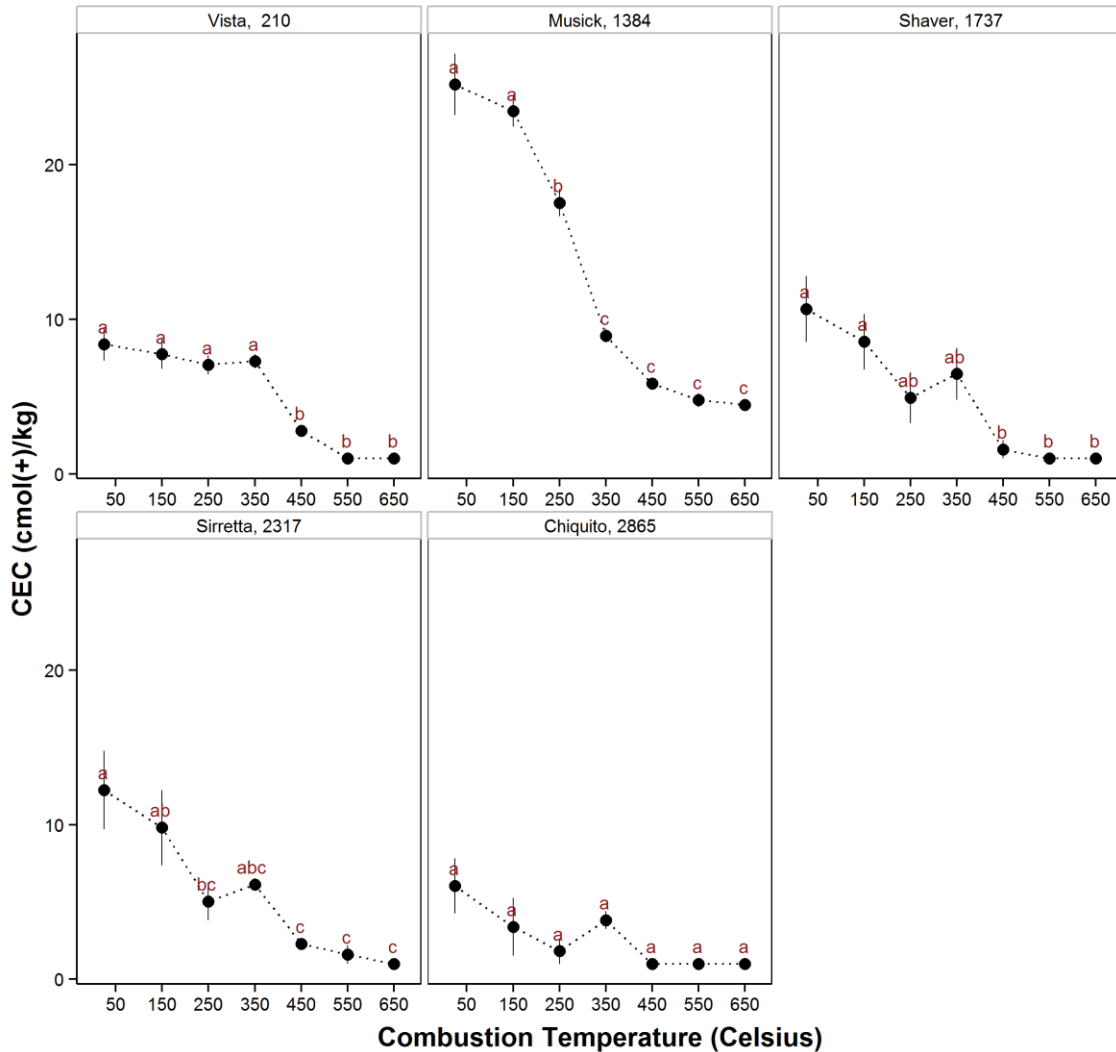 Vista, 210
Musick, 1384
Shaver, 1737
CEC (cmol(+)/kg)
20
10
0
a a a a b b b
a a b c c c c
a a ab ab b b b
50 150 250 350 450 550 650
50 150 250 350 450 550 650
50 150 250 350 450 550 650
Sirretta, 2317
Chiquito, 2865
20
10
0
a ab bc abc c c c
a a a a a a a
50 150 250 350 450 550 650
50 150 250 350 450 550 650
Combustion Temperature (Celsius)